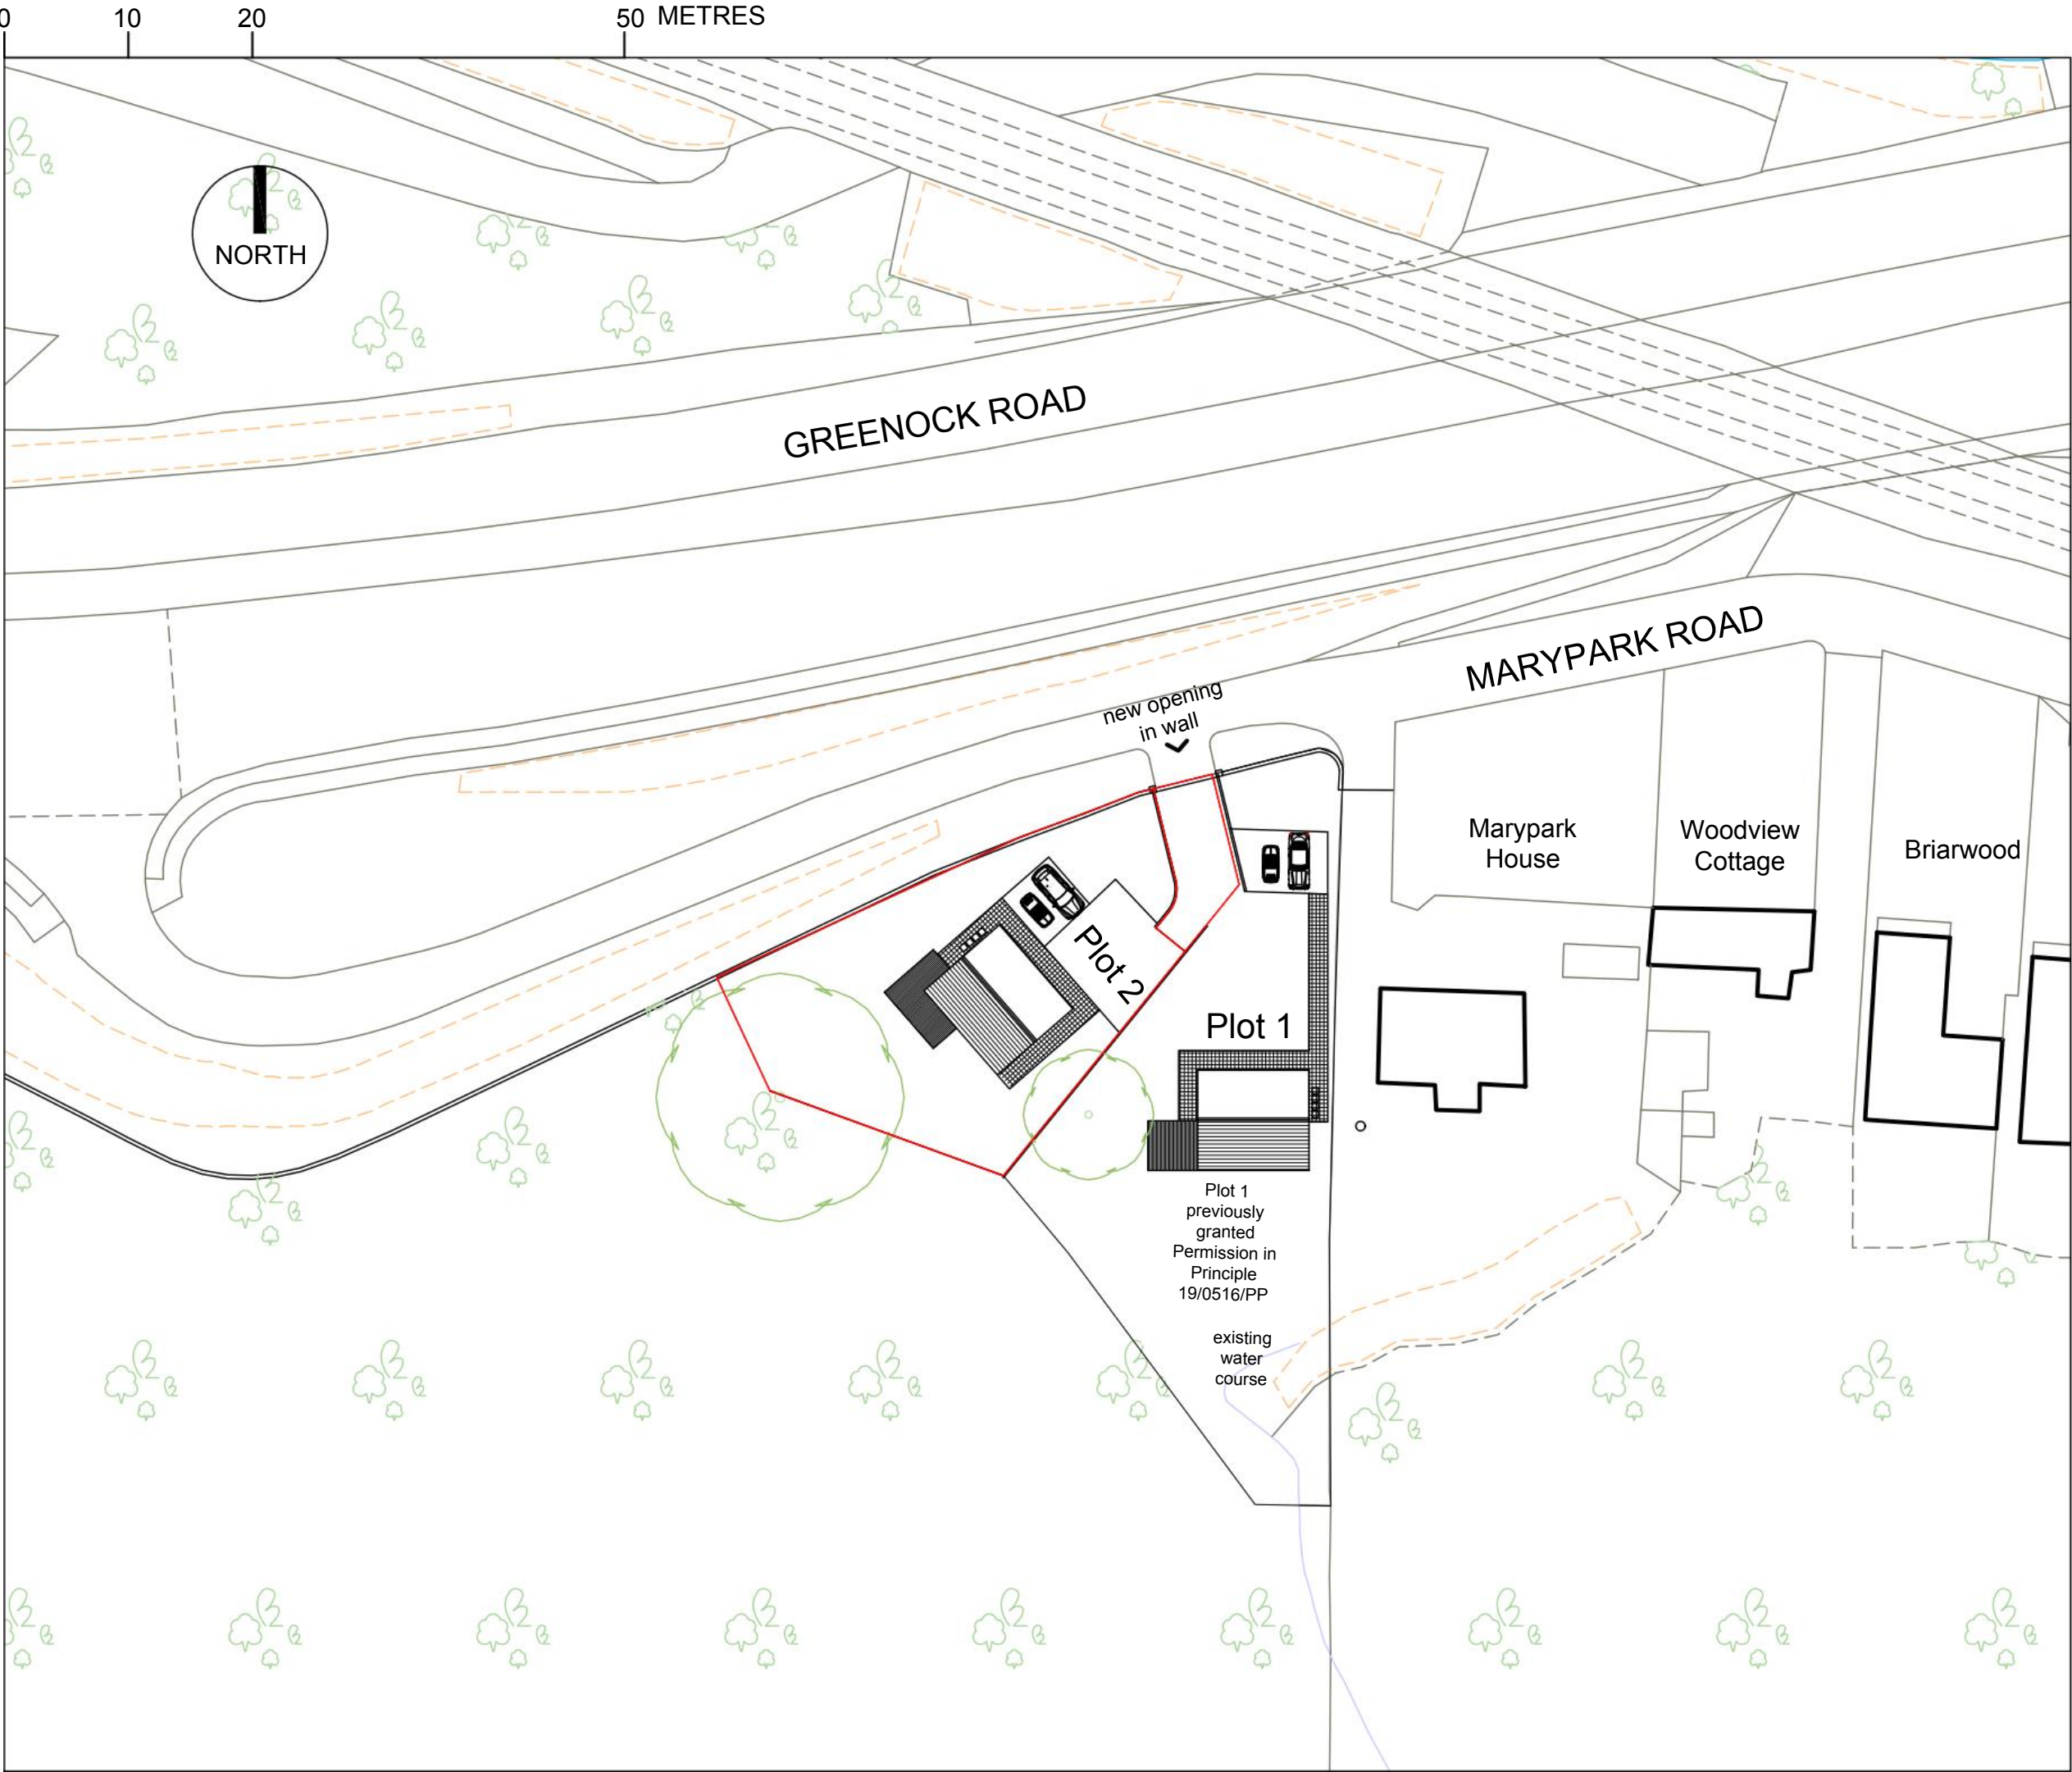 0 10 20 50 METRES
NORTH
GREENOCK ROAD
MARYPARK ROAD
new opening
in wall
Marypark
House
Woodview
Cottage
Briarwood
Plot 2
Plot 1
Plot 1
previously
granted
Permission in
Principle
19/0516/PP
existing
water
course